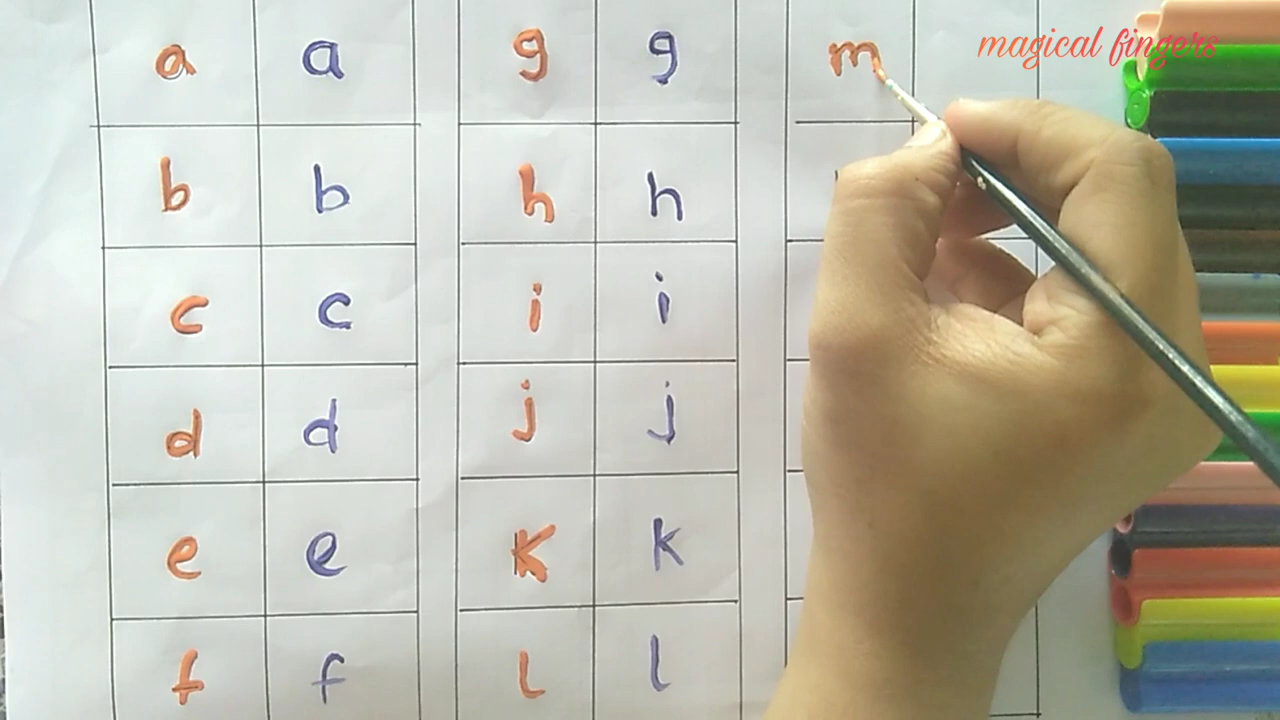 a a g g m magical fingers
b b h h
c c i i
d d j j
e e K K
f f l l